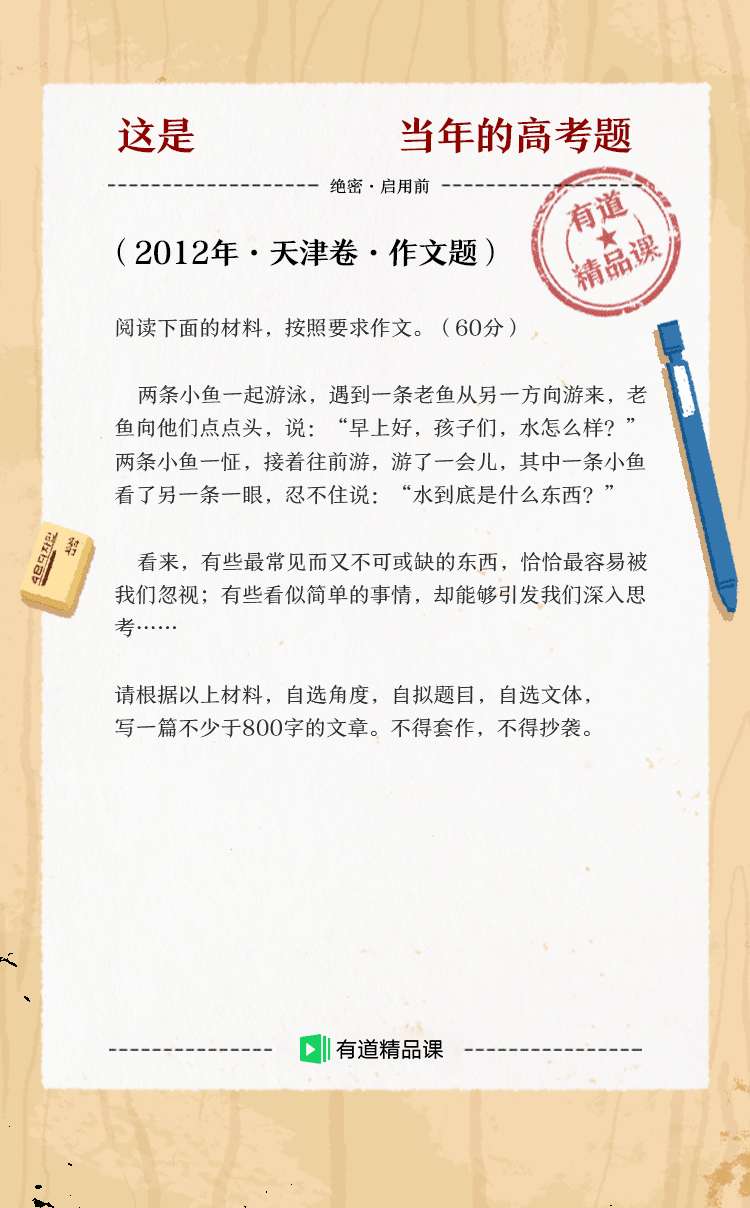 这是 当年的高考题
绝密·启用前
有道
精品课
（2012年·天津卷·作文题）
阅读下面的材料，按照要求作文。（60分）
两条小鱼一起游泳，遇到一条老鱼从另一方向游来，老
鱼向他们点点头，说：“早上好，孩子们，水怎么样？”
两条小鱼一怔，接着往前游，游了一会儿，其中一条小鱼
看了另一条一眼，忍不住说：“水到底是什么东西？”
看来，有些最常见而又不可或缺的东西，恰恰最容易被
我们忽视；有些看似简单的事情，却能够引发我们深入思
考……
请根据以上材料，自选角度，自拟题目，自选文体，
写一篇不少于800字的文章。不得套作，不得抄袭。
有道精品课